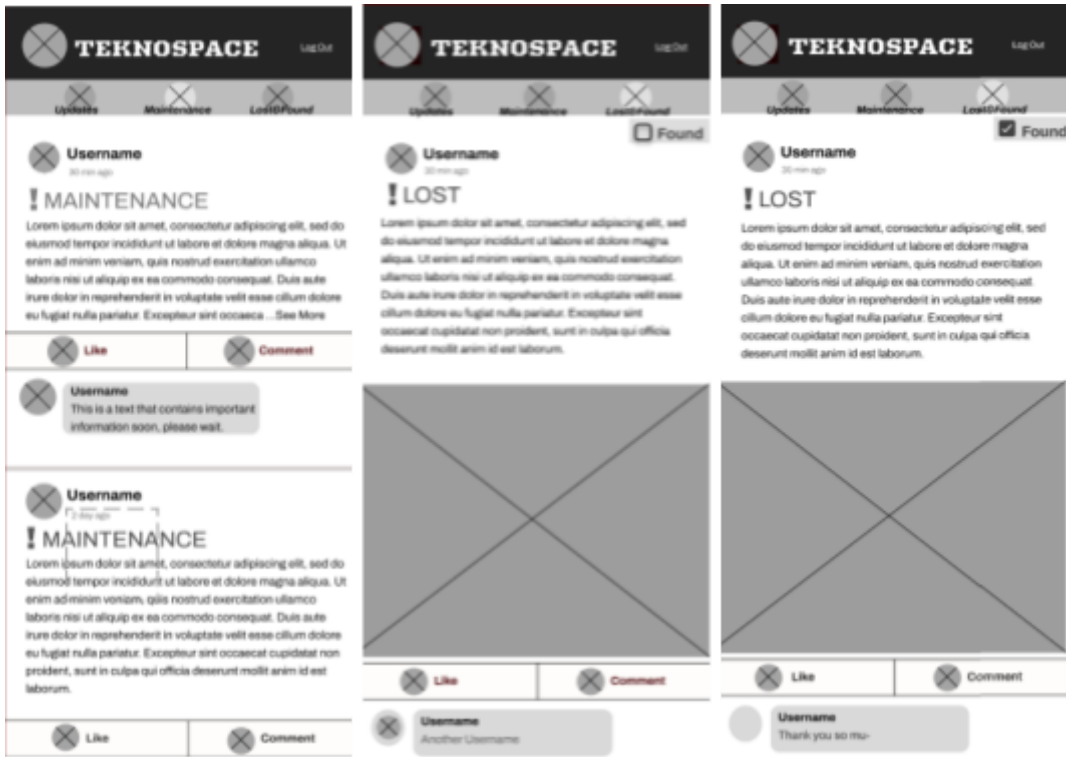 TEKNOSPACE
Log Out
Updates Maintenance Lost&Found
Username
30 min ago
! MAINTENANCE
Lorem ipsum dolor sit amet, consectetur adipiscing elit, sed do
eiusmod tempor incididunt ut labore et dolore magna aliqua. Ut
enim ad minim veniam, quis nostrud exercitation ullamco
laboris nisi ut aliquip ex ea commodo consequat. Duis aute
irure dolor in reprehenderit in voluptate velit esse cillum dolore
eu fugiat nulla pariatur. Excepteur sint occaeca ...See More
Like Comment
Username
This is a text that contains important
information soon, please wait.
Username
2 day ago
! MAINTENANCE
Lorem ipsum dolor sit amet, consectetur adipiscing elit, sed do
eiusmod tempor incididunt ut labore et dolore magna aliqua. Ut
enim ad minim veniam, quis nostrud exercitation ullamco
laboris nisi ut aliquip ex ea commodo consequat. Duis aute
irure dolor in reprehenderit in voluptate velit esse cillum dolore
eu fugiat nulla pariatur. Excepteur sint occaecat cupidatat non
proident, sunt in culpa qui officia deserunt mollit anim id est
laborum.
Like Comment
TEKNOSPACE
Log Out
Updates Maintenance Lost&Found
Found
Username
30 min ago
! LOST
Lorem ipsum dolor sit amet, consectetur adipiscing elit, sed
do eiusmod tempor incididunt ut labore et dolore magna
aliqua. Ut enim ad minim veniam, quis nostrud exercitation
ullamco laboris nisi ut aliquip ex ea commodo consequat.
Duis aute irure dolor in reprehenderit in voluptate velit esse
cillum dolore eu fugiat nulla pariatur. Excepteur sint
occaecat cupidatat non proident, sunt in culpa qui officia
deserunt mollit anim id est laborum.
Like Comment
Username
Another Username
TEKNOSPACE
Log Out
Updates Maintenance Lost&Found
Found
Username
30 min ago
! LOST
Lorem ipsum dolor sit amet, consectetur adipiscing elit, sed
do eiusmod tempor incididunt ut labore et dolore magna
aliqua. Ut enim ad minim veniam, quis nostrud exercitation
ullamco laboris nisi ut aliquip ex ea commodo consequat.
Duis aute irure dolor in reprehenderit in voluptate velit esse
cillum dolore eu fugiat nulla pariatur. Excepteur sint
occaecat cupidatat non proident, sunt in culpa qui officia
deserunt mollit anim id est laborum.
Like Comment
Username
Thank you so mu-